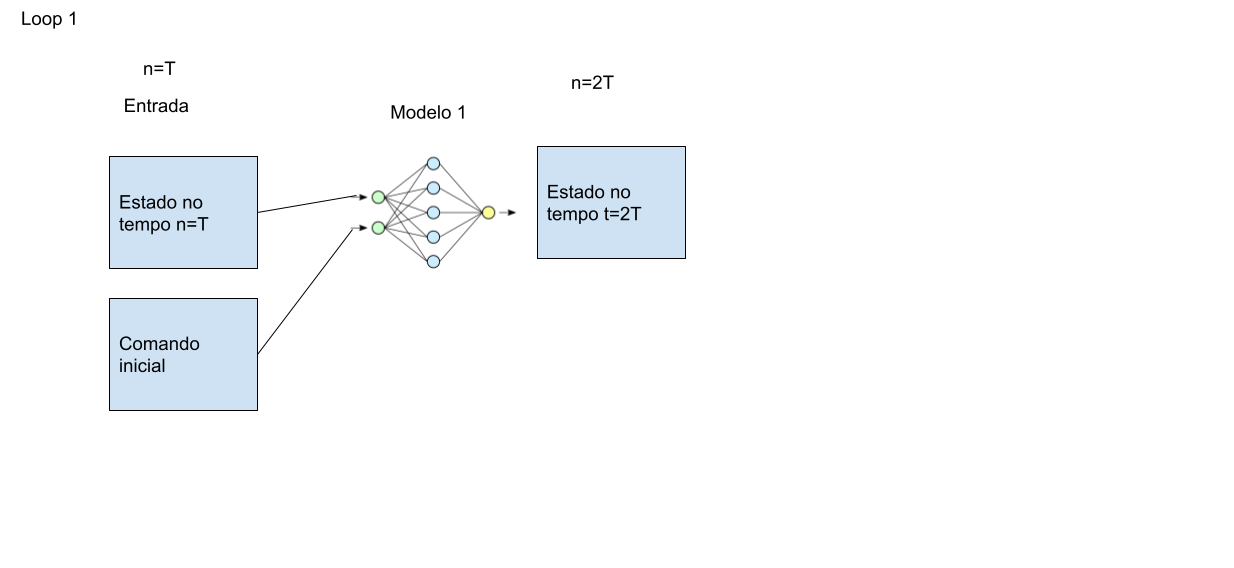 Loop 1
n=T
n=2T
Entrada
Modelo 1
Estado no
tempo n=T
Estado no
tempo t=2T
Comando
inicial